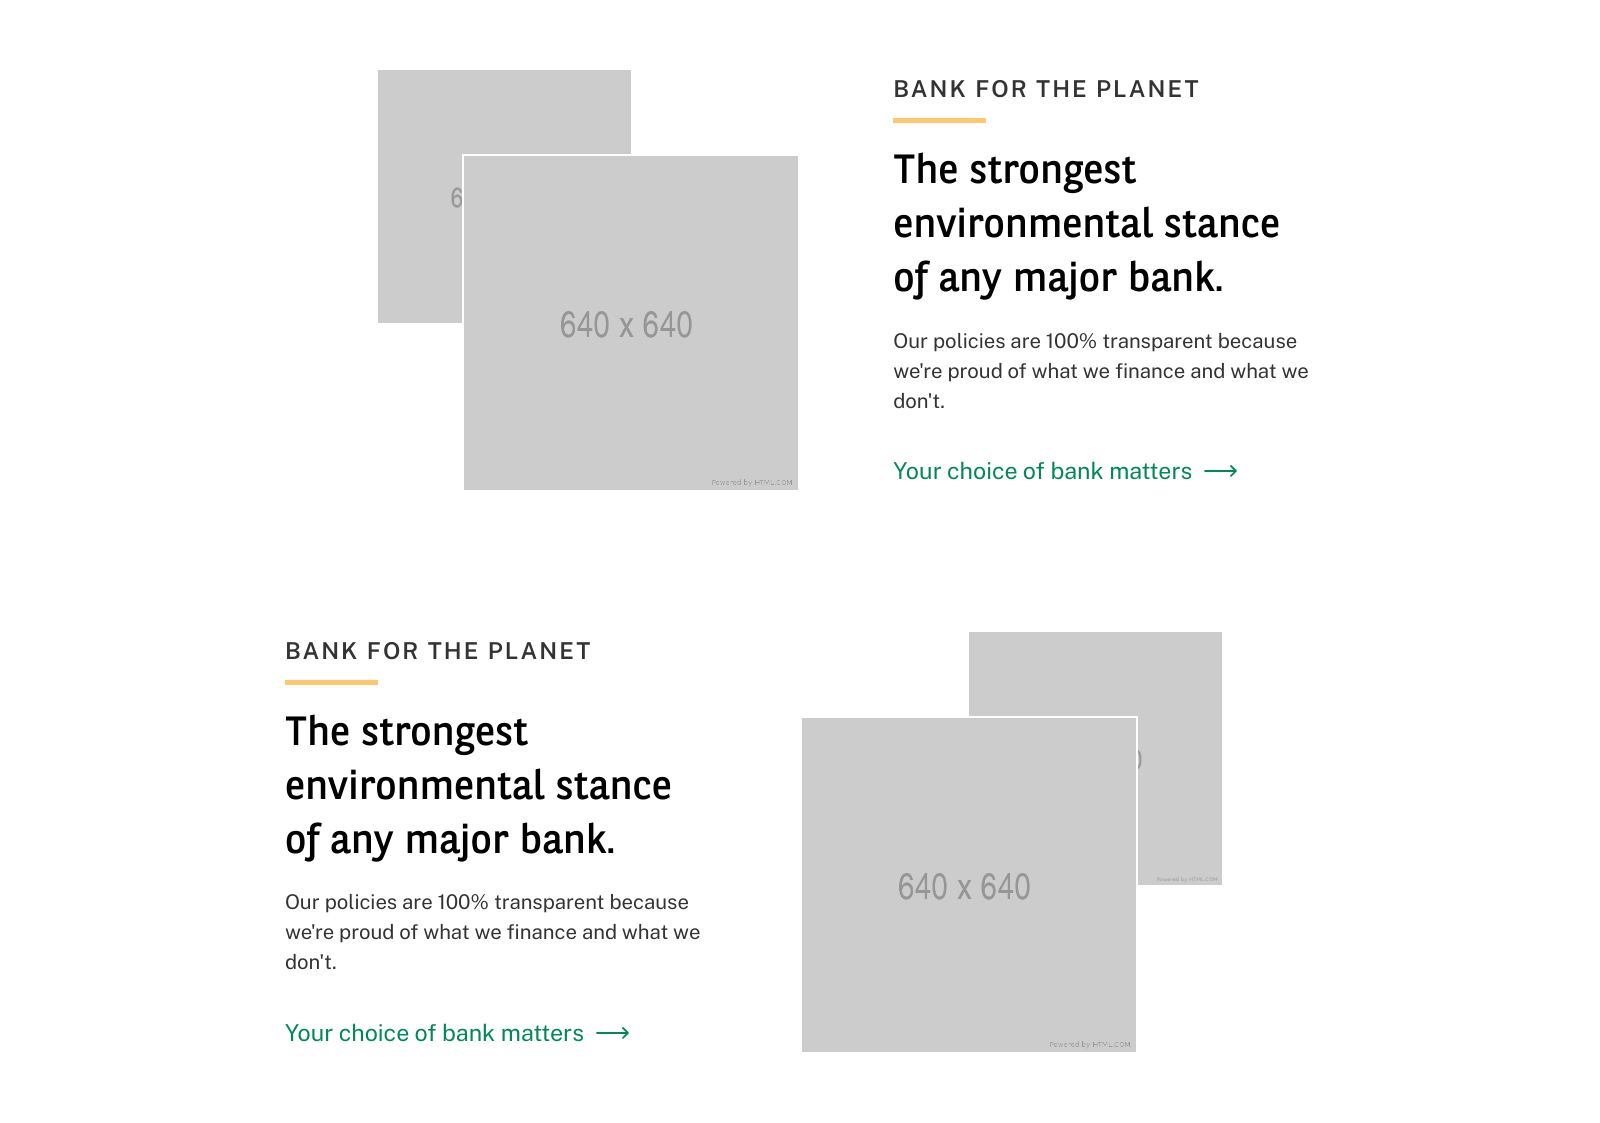 6
640 x 640
Powered by HTML.COM
BANK FOR THE PLANET
The strongest
environmental stance
of any major bank.
Our policies are 100% transparent because
we're proud of what we finance and what we
don't.
Your choice of bank matters ⟶
BANK FOR THE PLANET
The strongest
environmental stance
of any major bank.
Our policies are 100% transparent because
we're proud of what we finance and what we
don't.
Your choice of bank matters ⟶
640 x 640
Powered by HTML.COM
Powered by HTML.COM